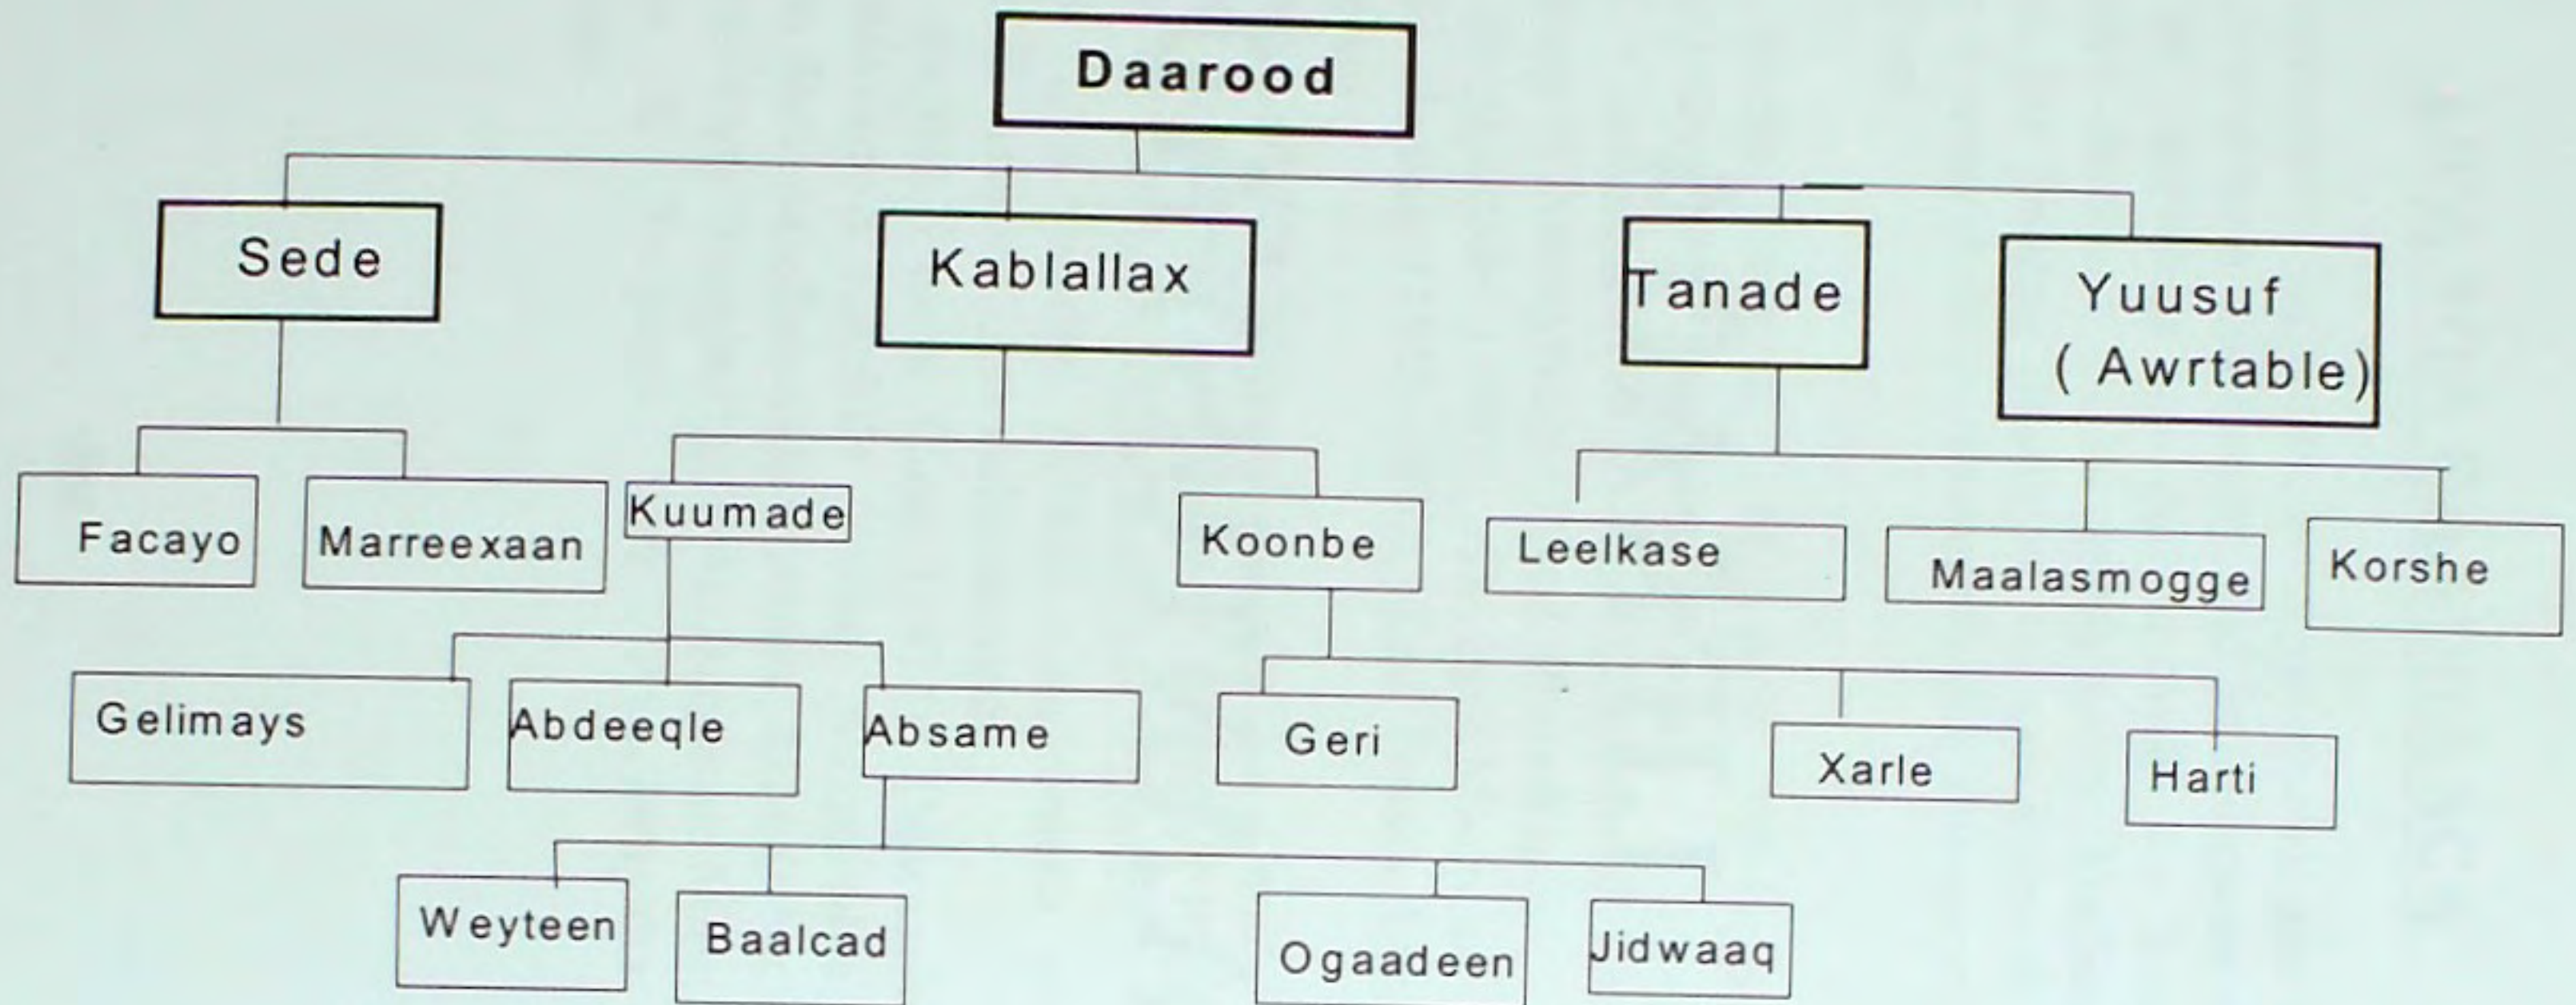 Daarood
Sede
Kablallax
Tanade
Yuusuf
( Awrtable)
Facayo
Marreexaan
Kuumade
Koonbe
Leelkase
Maalasmogge
Korshe
Gelimays
Abdeeqle
Absame
Geri
Xarle
Harti
Weyteen
Baalcad
Ogaadeen
Jidwaaq